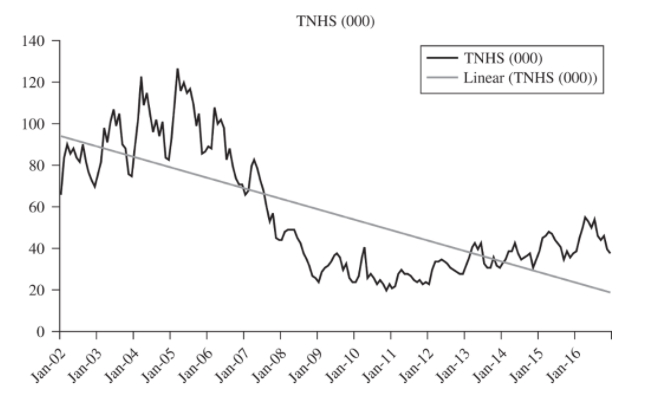 TNHS (000)
140
120
100
80
60
40
20
0
TNHS (000)
Linear (TNHS (000))
Jan-02
Jan-03
Jan-04
Jan-05
Jan-06
Jan-07
Jan-08
Jan-09
Jan-10
Jan-11
Jan-12
Jan-13
Jan-14
Jan-15
Jan-16